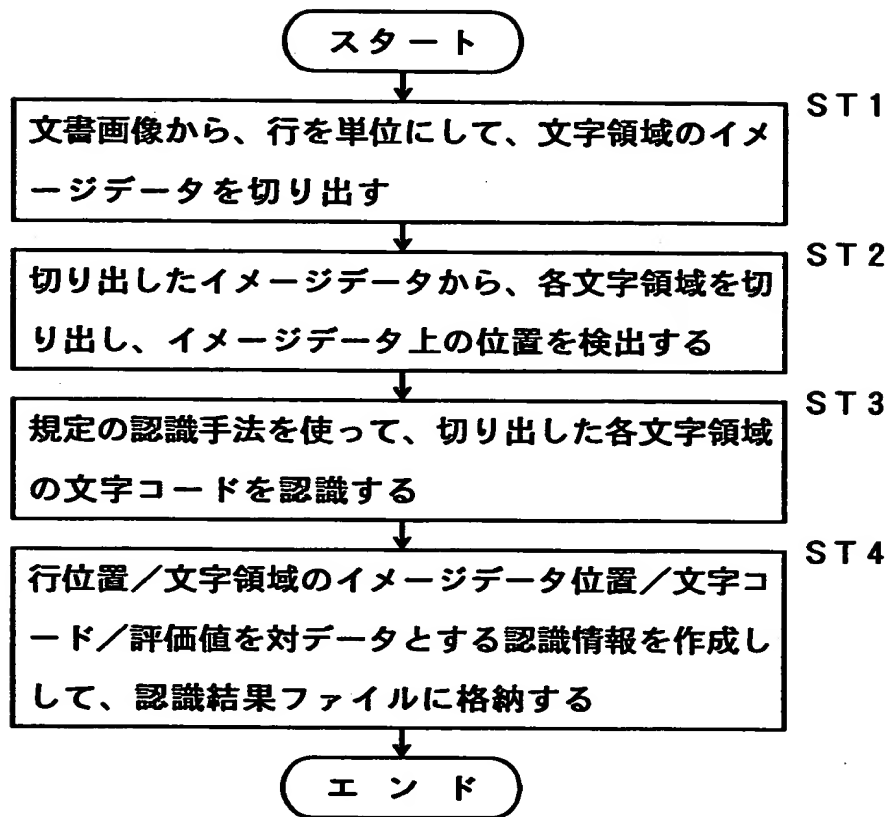 スタート
ST1
文書画像から、行を単位にして、文字領域のイメ
ージデータを切り出す
ST2
切り出したイメージデータから、各文字領域を切
り出し、イメージデータ上の位置を検出する
ST3
規定の認識手法を使って、切り出した各文字領域
の文字コードを認識する
ST4
行位置／文字領域のイメージデータ位置／文字コ
ード／評価値を対データとする認識情報を作成し
して、認識結果ファイルに格納する
エンド